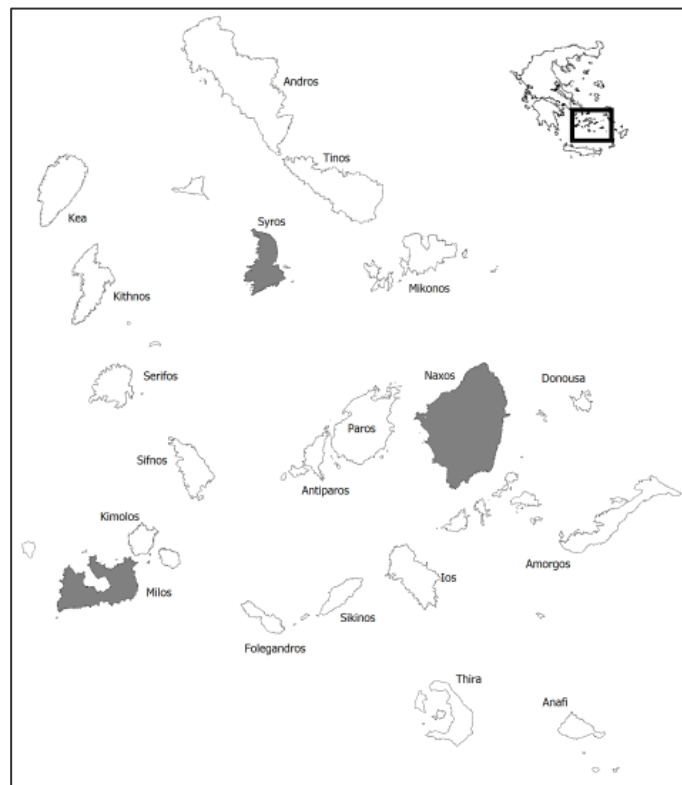 Andros
Tinos
Kea
Syros
Mikonos
Kithnos
Serifos
Naxos
Donousa
Paros
Sifnos
Antiparos
Kimolos
Amorgos
Ios
Milos
Sikinos
Folegandros
Thira
Anafi